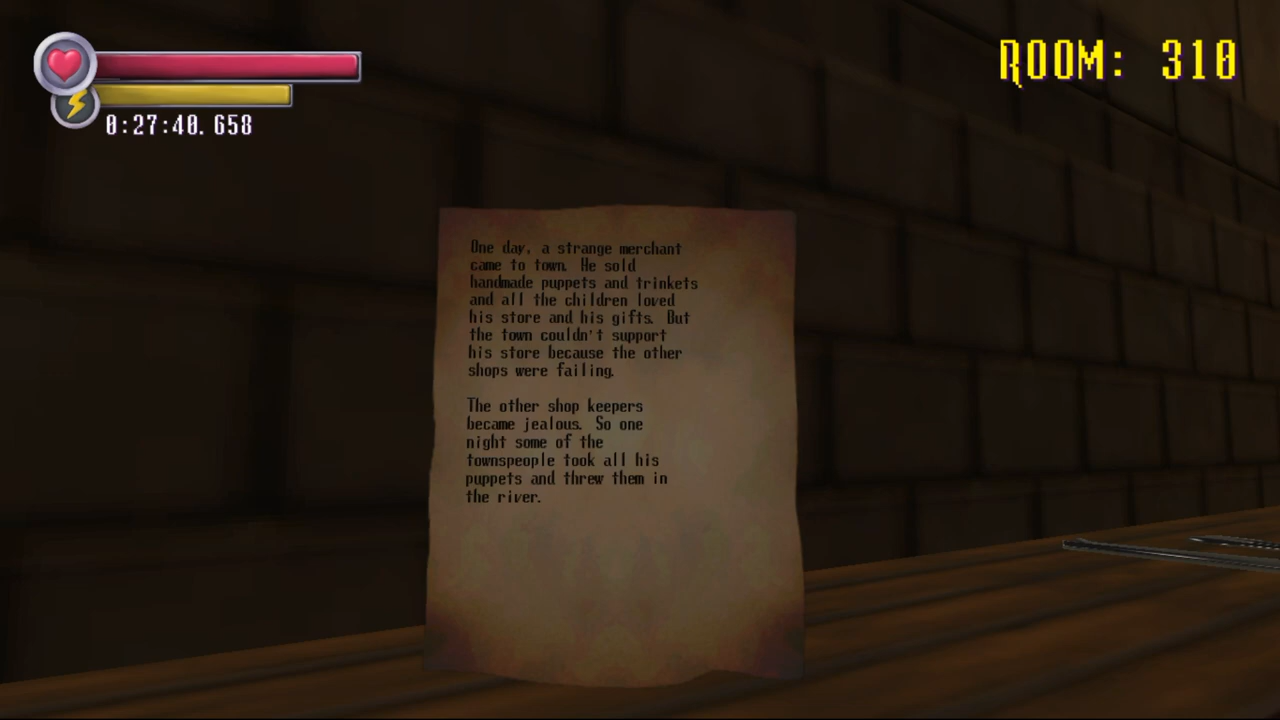 ROOM: 310
0:27:40.658
One day, a strange merchant
came to town. He sold
handmade puppets and trinkets
and all the children loved
his store and his gifts. But
the town couldn't support
his store because the other
shops were failing.
The other shop keepers
became jealous. So one
night some of the
townspeople took all his
puppets and threw them in
the river.